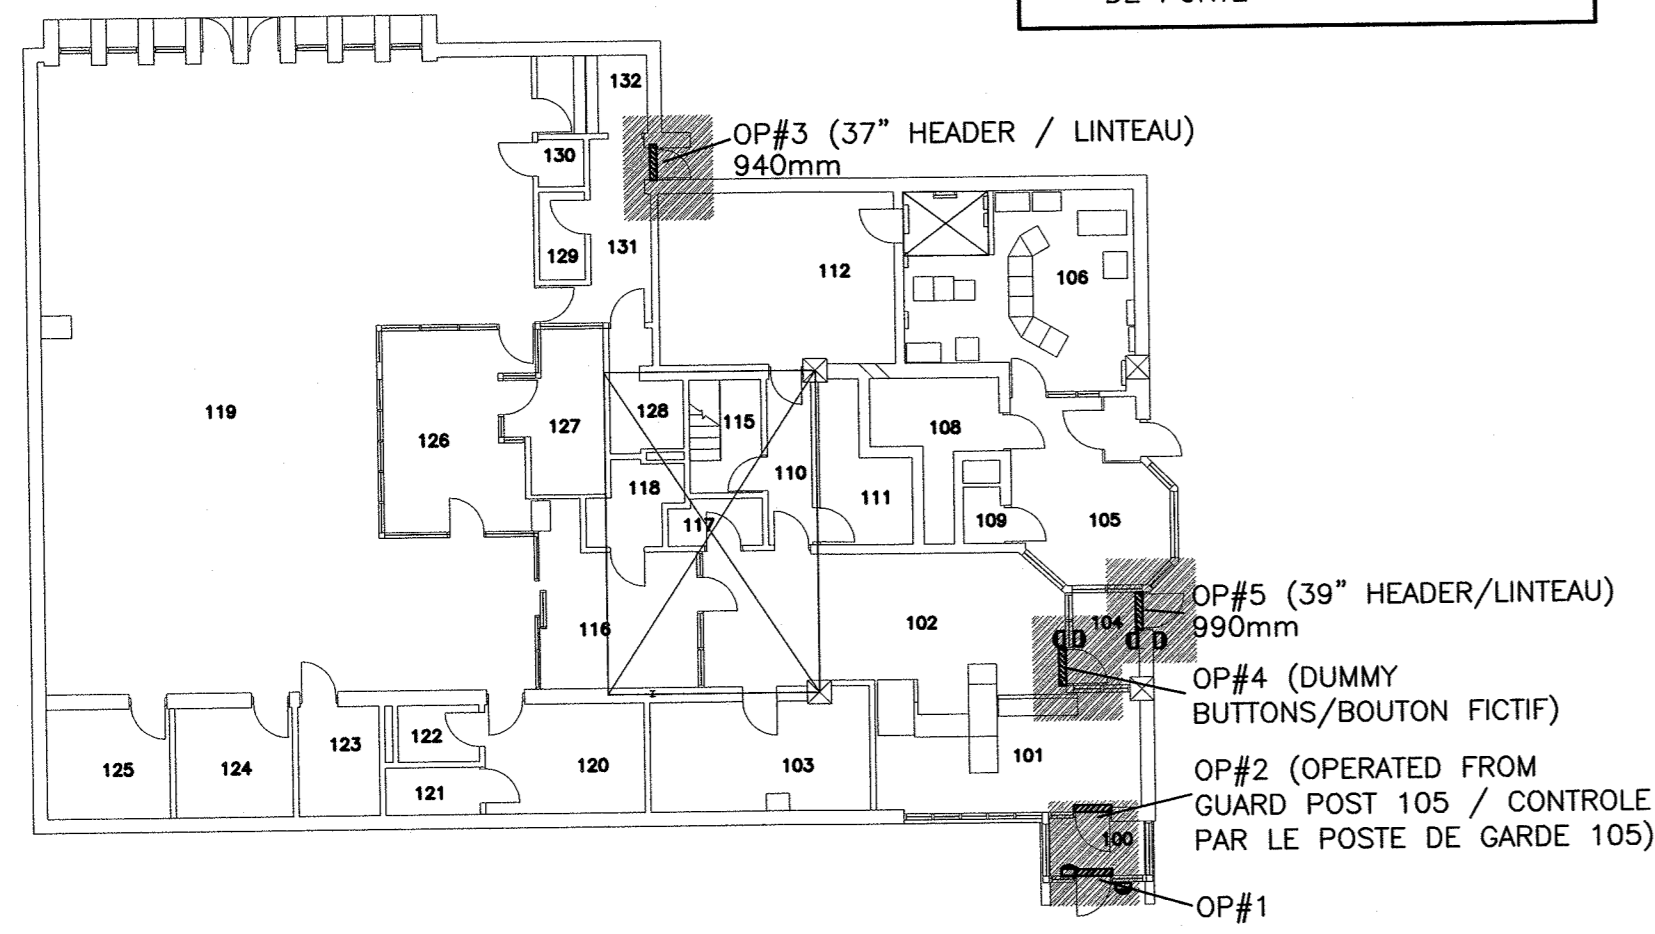 DE PORTE
132
OP#3 (37" HEADER / LINTEAU)
940mm
130
131
129
112
106
119
126
127
128
115
108
110
118
111
117
109
105
OP#5 (39" HEADER/LINTEAU)
990mm
104
116
102
OP#4 (DUMMY
BUTTONS/BOUTON FICTIF)
125
124
123
122
121
120
103
101
OP#2 (OPERATED FROM
GUARD POST 105 / CONTROLE
PAR LE POSTE DE GARDE 105)
100
OP#1